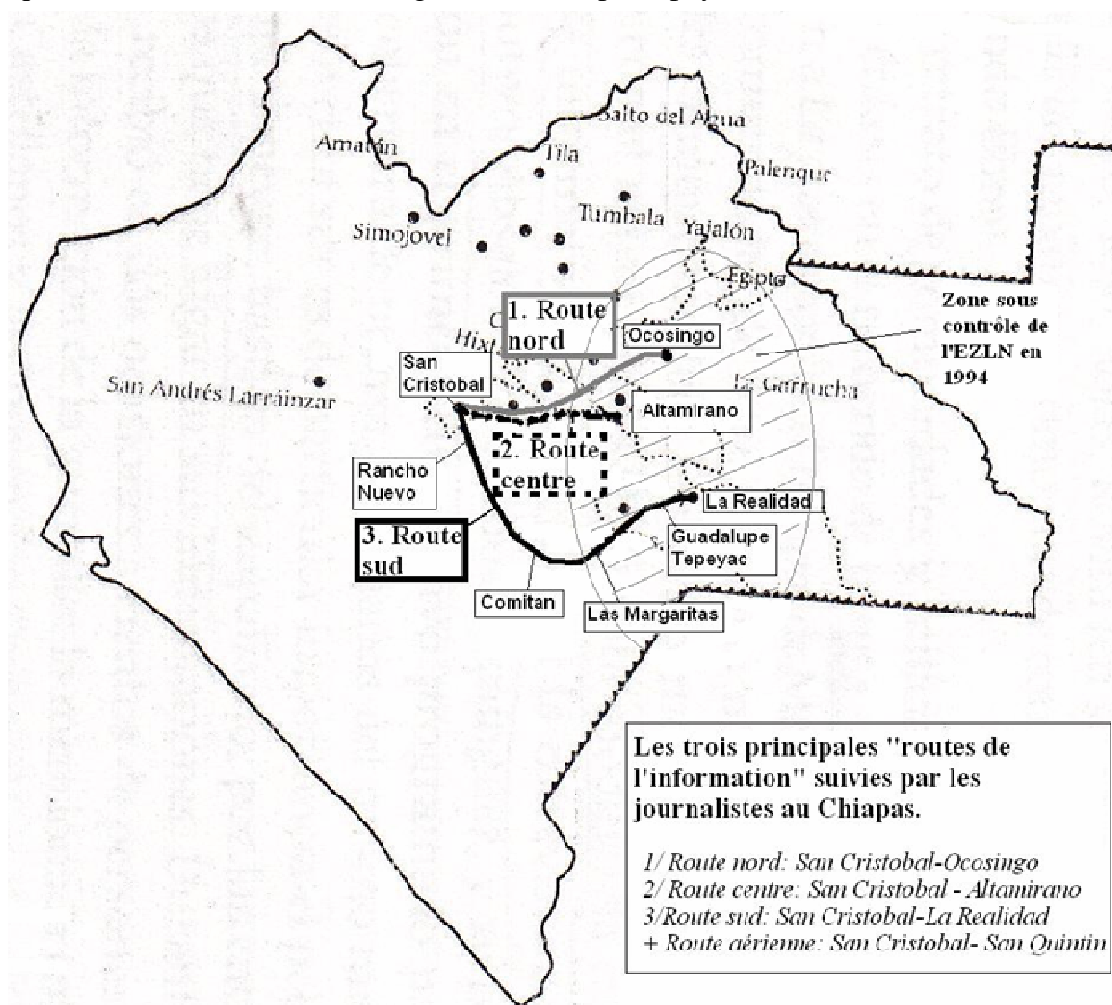 Salto del Agua
Amatán
Tila
Palenque
Tumbala
Simojovel
Yajalón
Egipto
Zone sous
contrôle de
l'EZLN en
1994
1. Route
nord
Ocosingo
San
Cristobal
La Garrucha
San Andrés Larráinzar
Altamirano
2. Route
centre
Rancho
Nuevo
La Realidad
3. Route
sud
Guadalupe
Tepeyac
Comitan
Las Margaritas
Les trois principales "routes de
l'information" suivies par les
journalistes au Chiapas.
1/ Route nord: San Cristobal-Ocosingo
2/ Route centre: San Cristobal - Altamirano
3/Route sud: San Cristobal-La Realidad
+ Route aérienne: San Cristobal- San Quintin